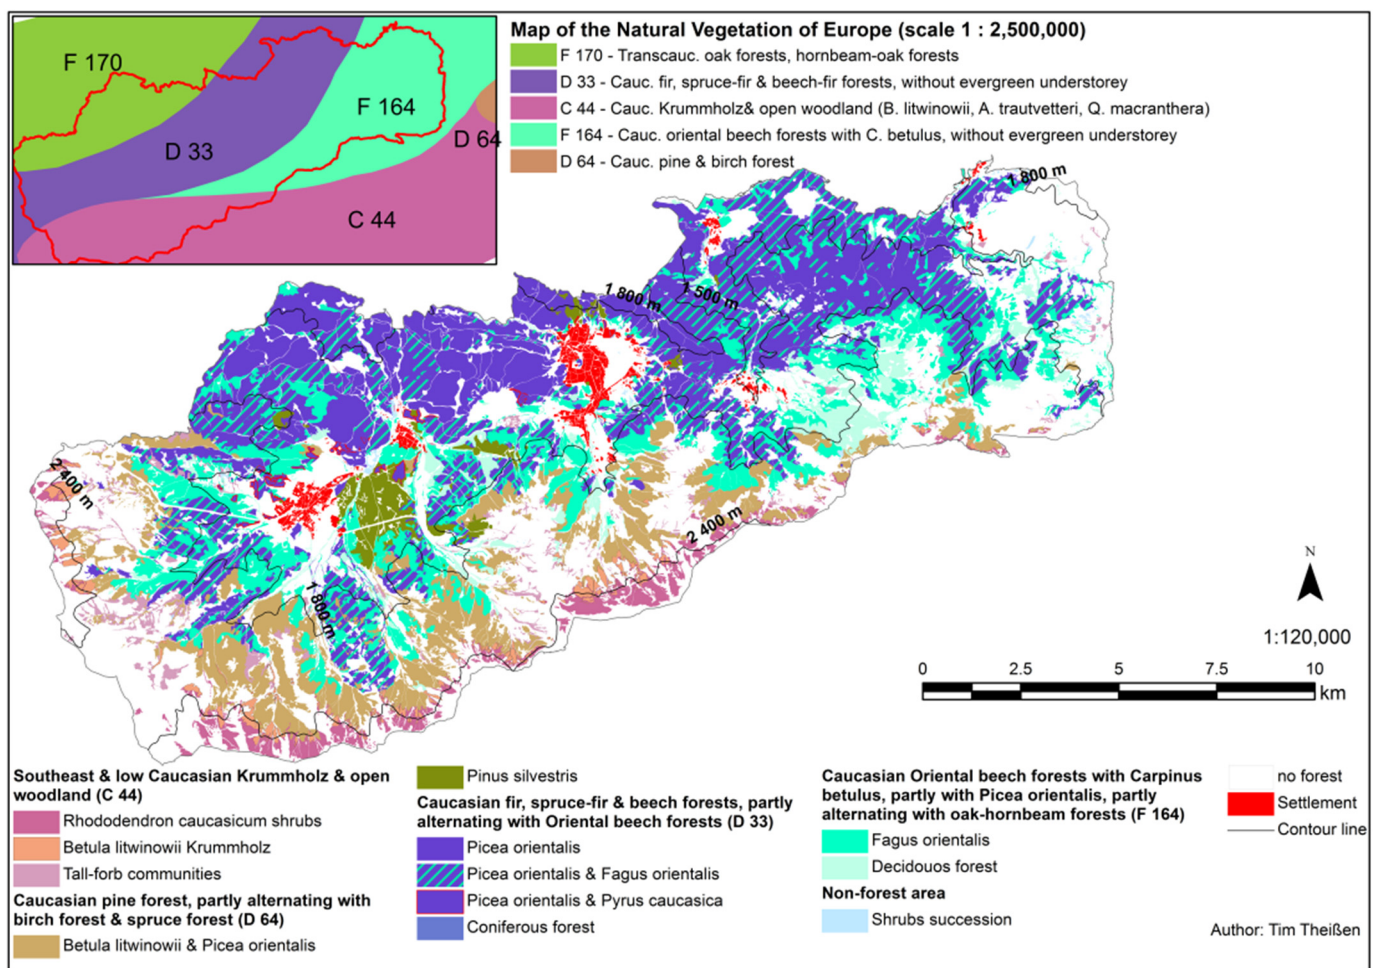 F 170
D 33
F 164
D 64
C 44
Map of the Natural Vegetation of Europe (scale 1 : 2,500,000)
F 170 - Transcauc. oak forests, hornbeam-oak forests
D 33 - Cauc. fir, spruce-fir & beech-fir forests, without evergreen understorey
C 44 - Cauc. Krummholz& open woodland (B. litwinowii, A. trautvetteri, Q. macranthera)
F 164 - Cauc. oriental beech forests with C. betulus, without evergreen understorey
D 64 - Cauc. pine & birch forest
1 800 m
1 800 m
1 500 m
2 400 m
2 400 m
1 800 m
N
1:120,000
0 2.5 5 7.5 10
km
Southeast & low Caucasian Krummholz & open
woodland (C 44)
Rhododendron caucasicum shrubs
Betula litwinowii Krummholz
Tall-forb communities
Caucasian pine forest, partly alternating with
birch forest & spruce forest (D 64)
Betula litwinowii & Picea orientalis
Pinus silvestris
Caucasian fir, spruce-fir & beech forests, partly
alternating with Oriental beech forests (D 33)
Picea orientalis
Picea orientalis & Fagus orientalis
Picea orientalis & Pyrus caucasica
Coniferous forest
Caucasian Oriental beech forests with Carpinus
betulus, partly with Picea orientalis, partly
alternating with oak-hornbeam forests (F 164)
Fagus orientalis
Decidouos forest
Non-forest area
Shrubs succession
no forest
Settlement
Contour line
Author: Tim Theißen